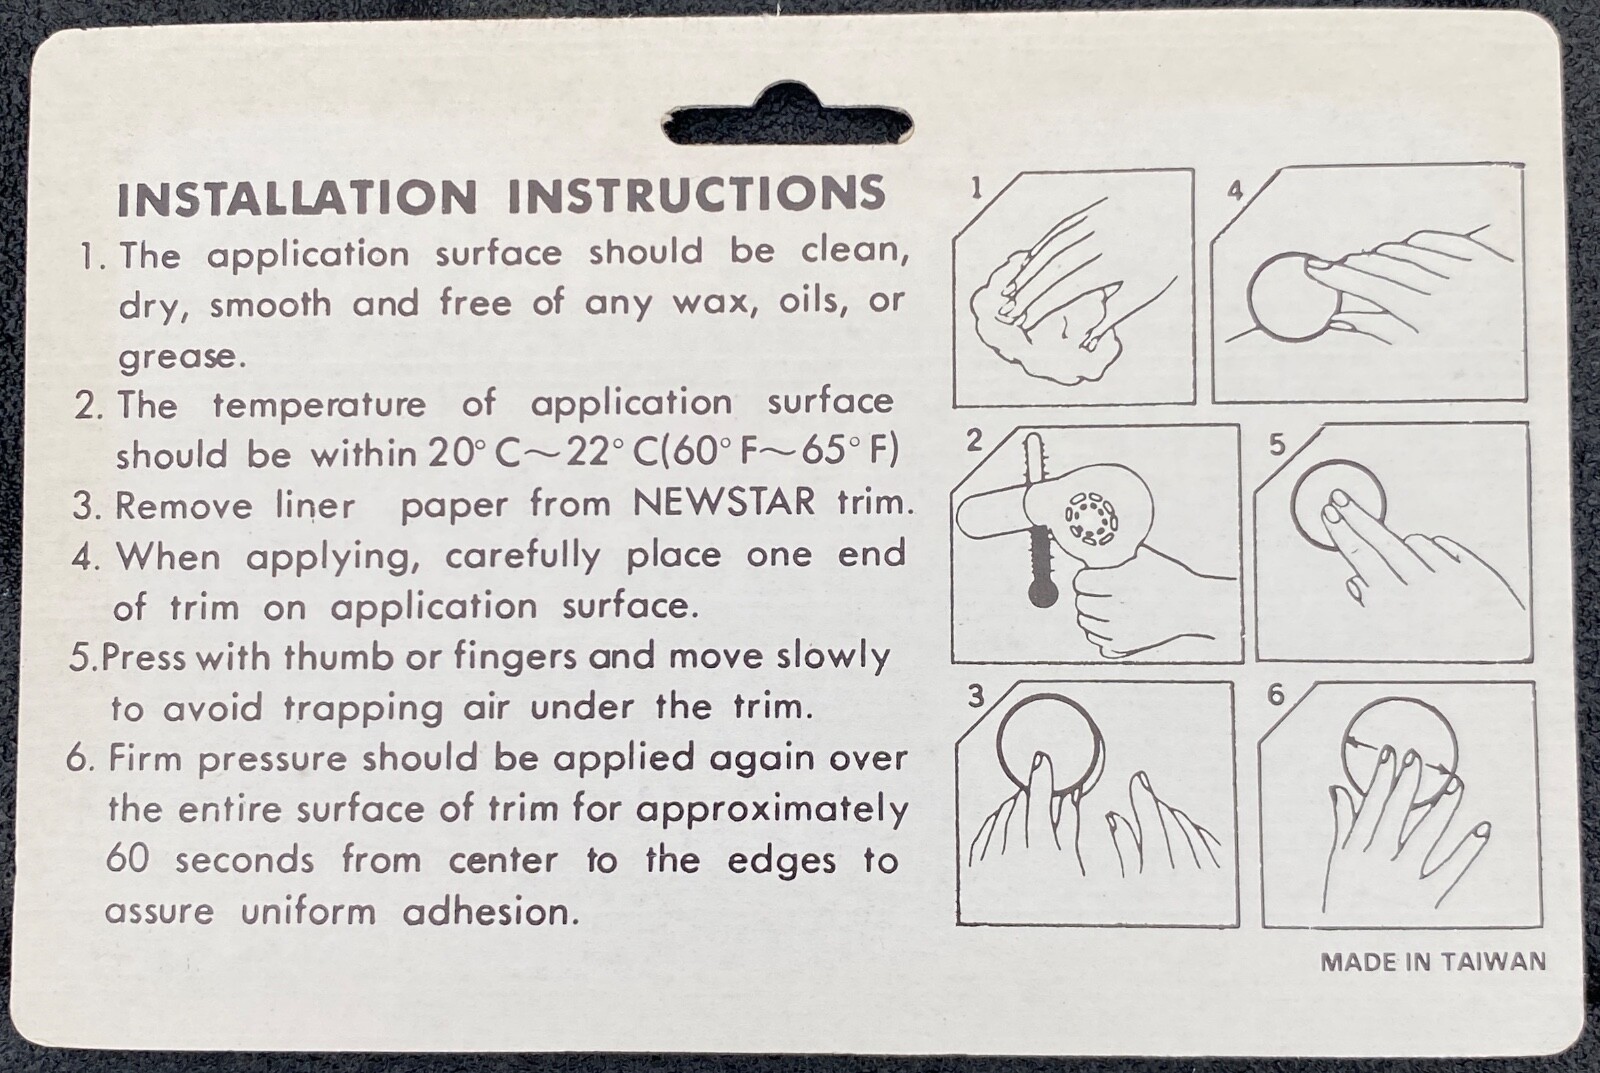 INSTALLATION INSTRUCTIONS
1. The application surface should be clean,
dry, smooth and free of any wax, oils, or
grease.
2. The temperature of application surface
should be within 20° C~22° C(60° F~65° F)
3. Remove liner paper from NEWSTAR trim.
4. When applying, carefully place one end
of trim on application surface.
5.Press with thumb or fingers and move slowly
to avoid trapping air under the trim.
6. Firm pressure should be applied again over
the entire surface of trim for approximately
60 seconds from center to the edges to
assure uniform adhesion.
1
4
2
5
3
6
MADE IN TAIWAN